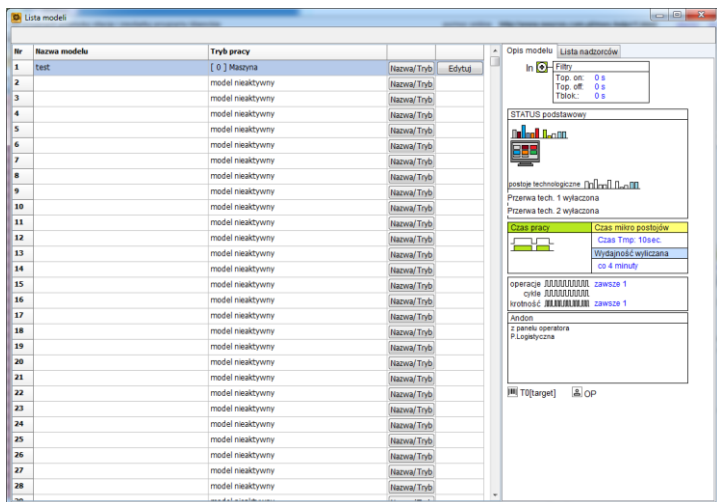 Lista modeli
Nr Nazwa modelu Tryb pracy
1 test [ 0 ] Maszyna Nazwa/Tryb Edytuj
2 model nieaktywny Nazwa/Tryb
3 model nieaktywny Nazwa/Tryb
4 model nieaktywny Nazwa/Tryb
5 model nieaktywny Nazwa/Tryb
6 model nieaktywny Nazwa/Tryb
7 model nieaktywny Nazwa/Tryb
8 model nieaktywny Nazwa/Tryb
9 model nieaktywny Nazwa/Tryb
10 model nieaktywny Nazwa/Tryb
11 model nieaktywny Nazwa/Tryb
12 model nieaktywny Nazwa/Tryb
13 model nieaktywny Nazwa/Tryb
14 model nieaktywny Nazwa/Tryb
15 model nieaktywny Nazwa/Tryb
16 model nieaktywny Nazwa/Tryb
17 model nieaktywny Nazwa/Tryb
18 model nieaktywny Nazwa/Tryb
19 model nieaktywny Nazwa/Tryb
20 model nieaktywny Nazwa/Tryb
21 model nieaktywny Nazwa/Tryb
22 model nieaktywny Nazwa/Tryb
23 model nieaktywny Nazwa/Tryb
24 model nieaktywny Nazwa/Tryb
25 model nieaktywny Nazwa/Tryb
26 model nieaktywny Nazwa/Tryb
27 model nieaktywny Nazwa/Tryb
28 model nieaktywny Nazwa/Tryb
Opis modelu Lista nadzorców
In Filtry
Top. on: 0 s
Top. off: 0 s
Tblok.: 0 s
STATUS podstawowy
postoje technologiczne
Przerwa tech. 1 wyłączona
Przerwa tech. 2 wyłaczona
Czas pracy Czas mikro postojów
Czas Tmp: 10sec.
Wydajność wyliczana
co 4 minuty
operacje zawsze 1
cykle
krotność zawsze 1
Andon
z panelu operatora
P.Logistyczna
T0[target] OP